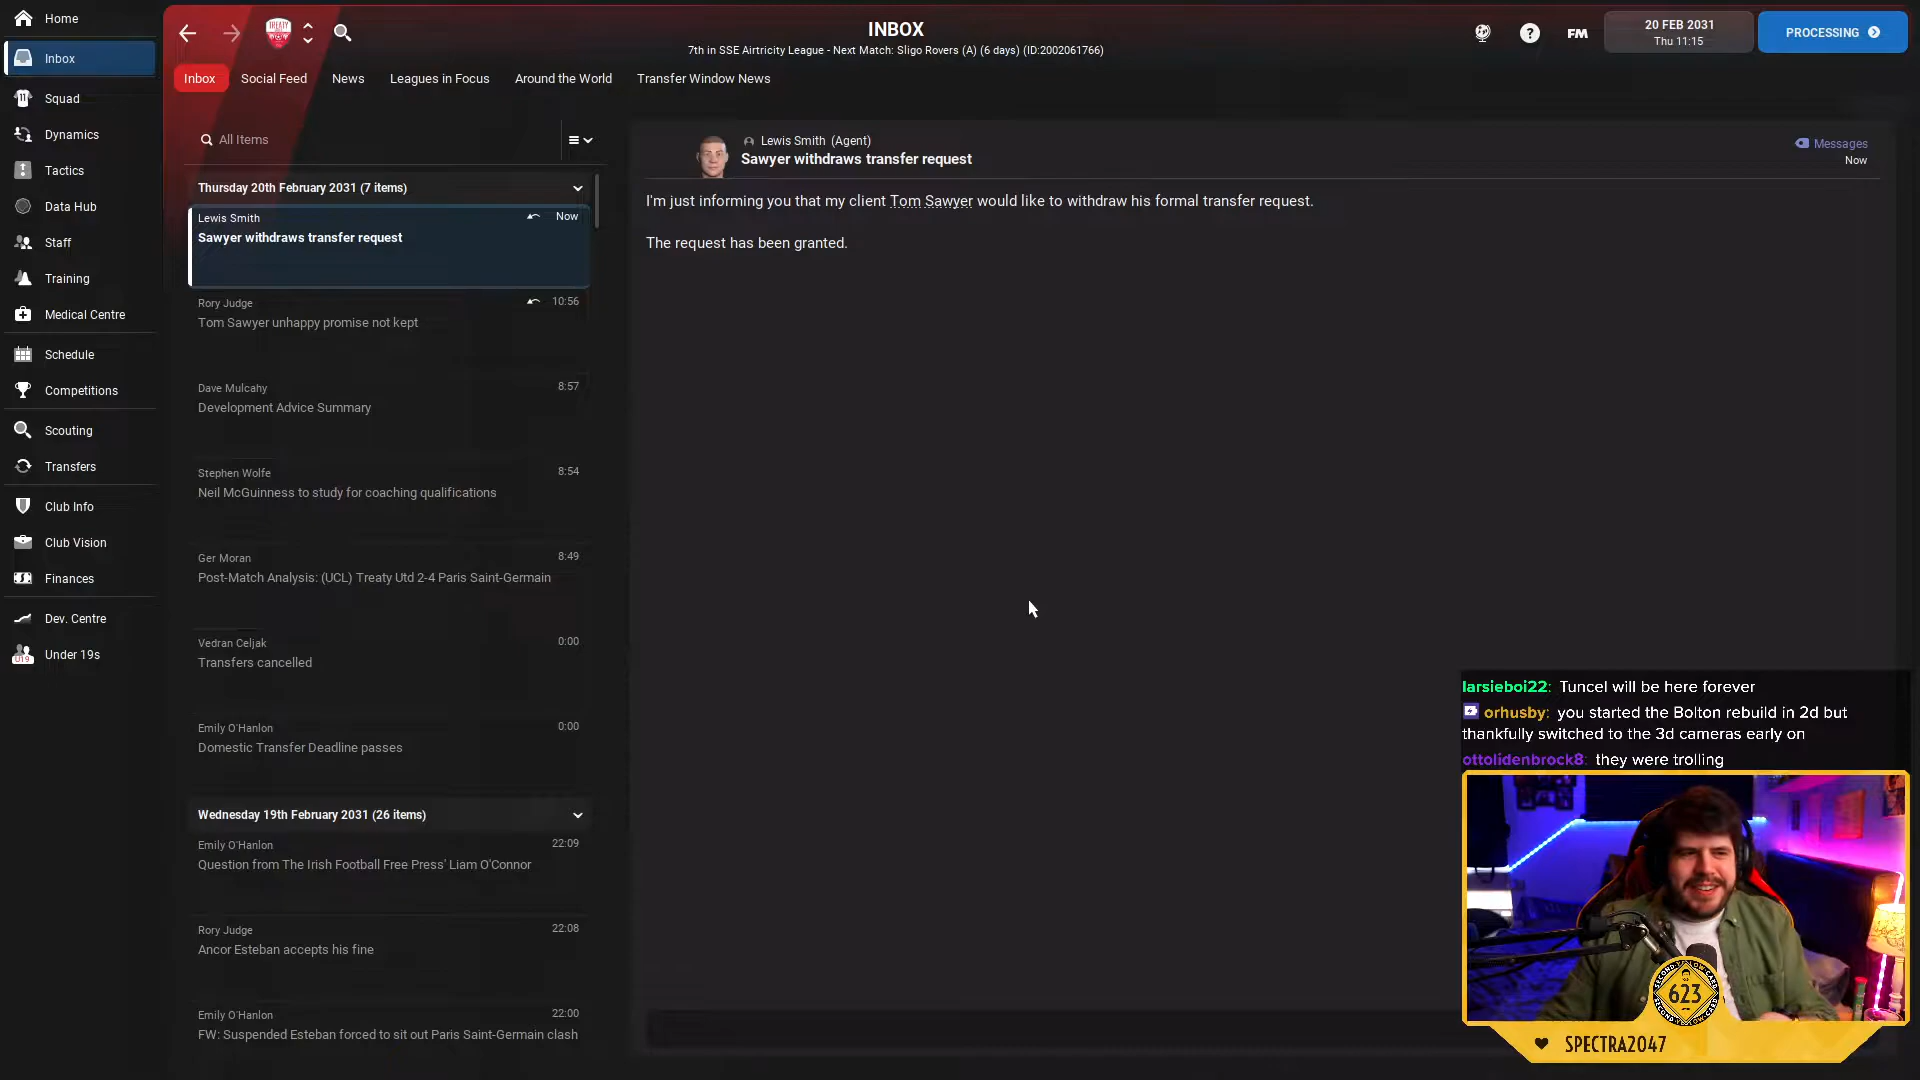 Home
Inbox
Squad
Dynamics
Tactics
Data Hub
Staff
Training
Medical Centre
Schedule
Competitions
Scouting
Transfers
Club Info
Club Vision
Finances
Dev. Centre
U19
Under 19s
TREATY
INBOX
7th in SSE Airtricity League - Next Match: Sligo Rovers (A) (6 days) (ID:2002061766)
?
FM
20 FEB 2031
Thu 11:15
PROCESSING
Inbox
Social Feed
News
Leagues in Focus
Around the World
Transfer Window News
All Items
Thursday 20th February 2031 (7 items)
Lewis Smith
Now
Sawyer withdraws transfer request
Rory Judge
10:56
Tom Sawyer unhappy promise not kept
Dave Mulcahy
8:57
Development Advice Summary
Stephen Wolfe
8:54
Neil McGuinness to study for coaching qualifications
Ger Moran
8:49
Post-Match Analysis: (UCL) Treaty Utd 2-4 Paris Saint-Germain
Vedran Celjak
0:00
Transfers cancelled
Emily O'Hanlon
0:00
Domestic Transfer Deadline passes
Wednesday 19th February 2031 (26 items)
Emily O'Hanlon
22:09
Question from The Irish Football Free Press' Liam O'Connor
Rory Judge
22:08
Ancor Esteban accepts his fine
Emily O'Hanlon
22:00
FW: Suspended Esteban forced to sit out Paris Saint-Germain clash
Lewis Smith (Agent)
Sawyer withdraws transfer request
Messages
Now
I'm just informing you that my client Tom Sawyer would like to withdraw his formal transfer request.
The request has been granted.
larsieboi22: Tuncel will be here forever
orhusby: you started the Bolton rebuild in 2d but
thankfully switched to the 3d cameras early on
ottolidenbrock8: they were trolling
SECOND YELLOW CARD
623
SPECTRA2047